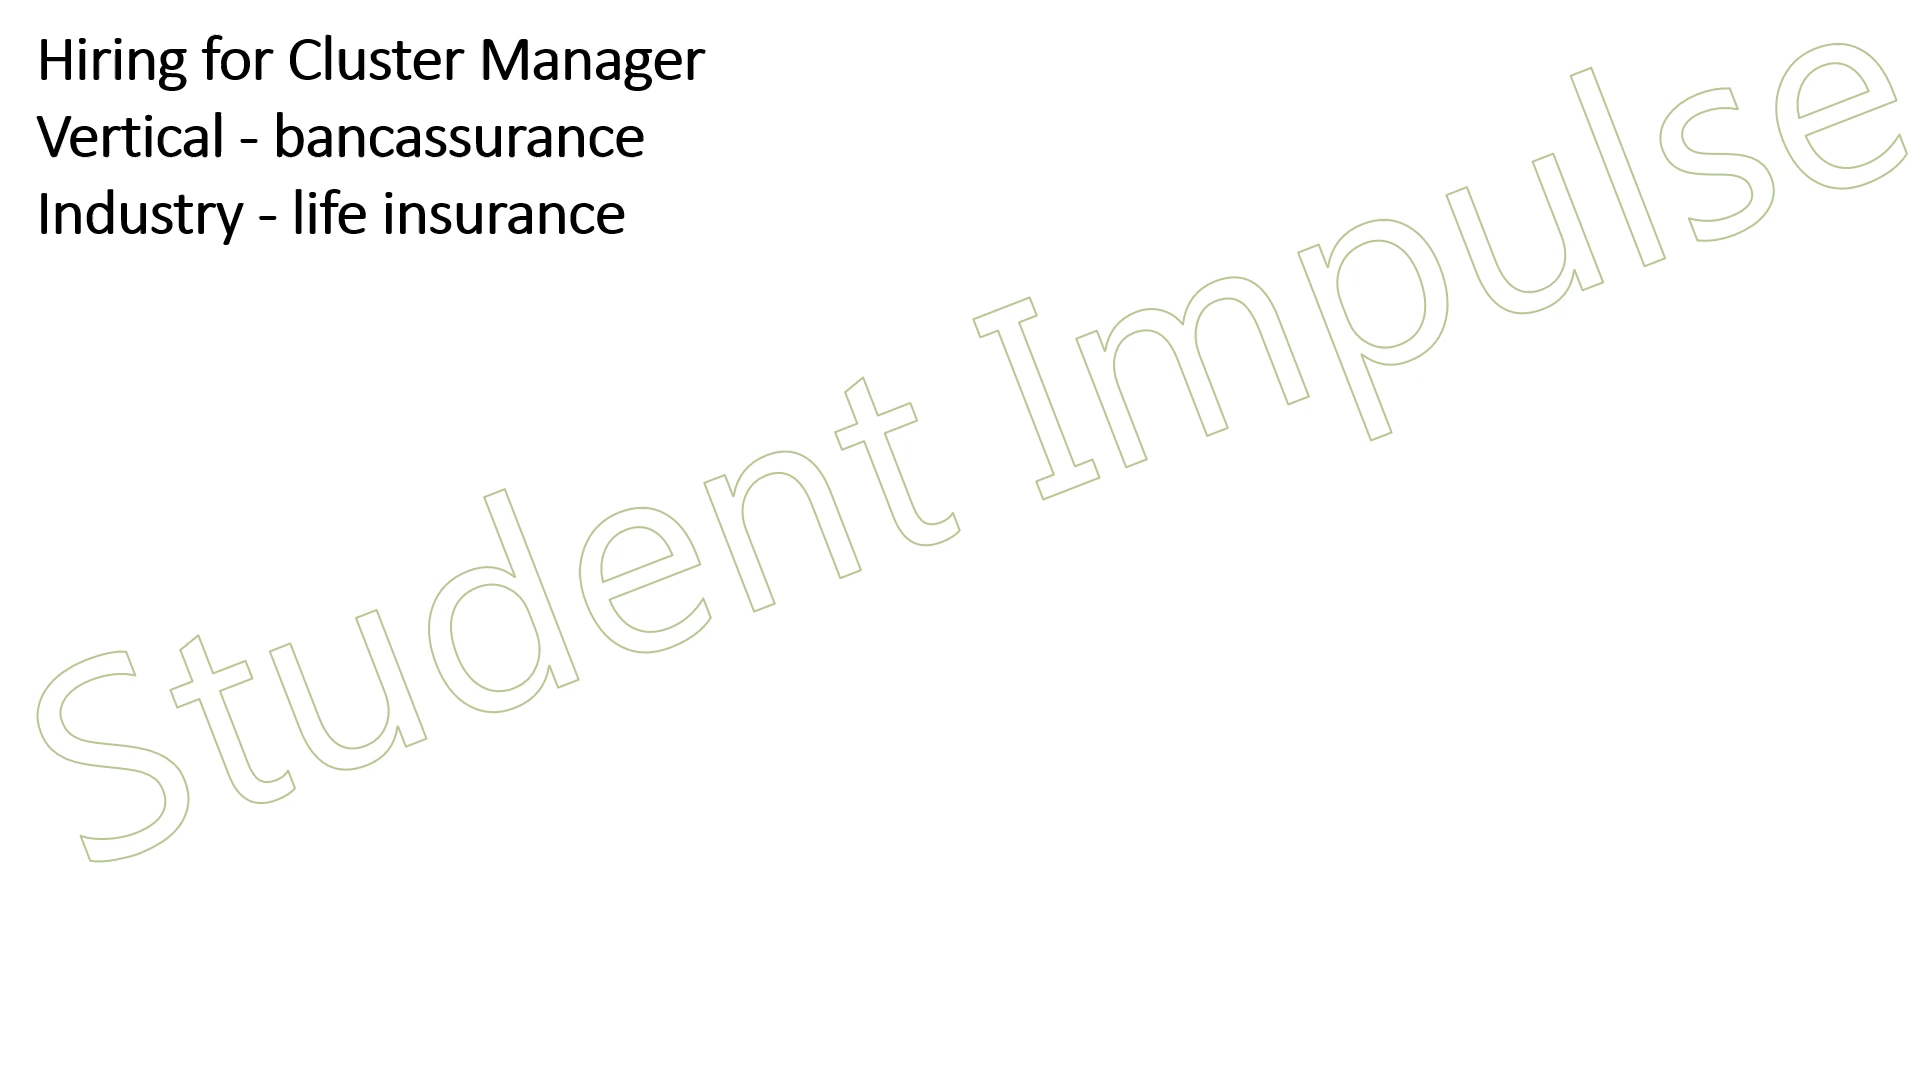 Hiring for Cluster Manager
Vertical - bancassurance
Industry - life insurance
Student Impulse